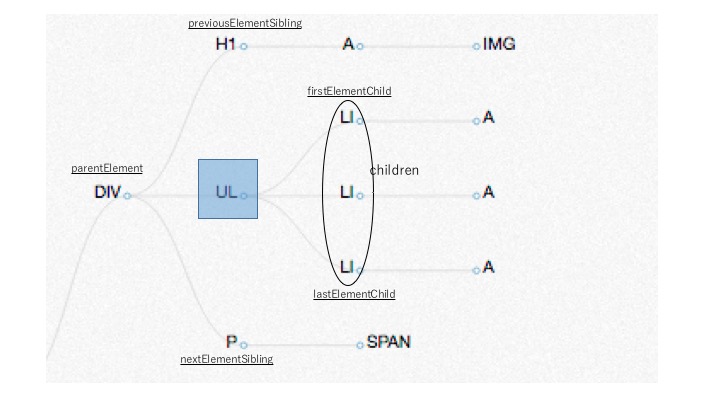 previousElementSibling
H1 A IMG
firstElementChild
LI A
children
parentElement
DIV UL LI A
LI A
lastElementChild
P SPAN
nextElementSibling